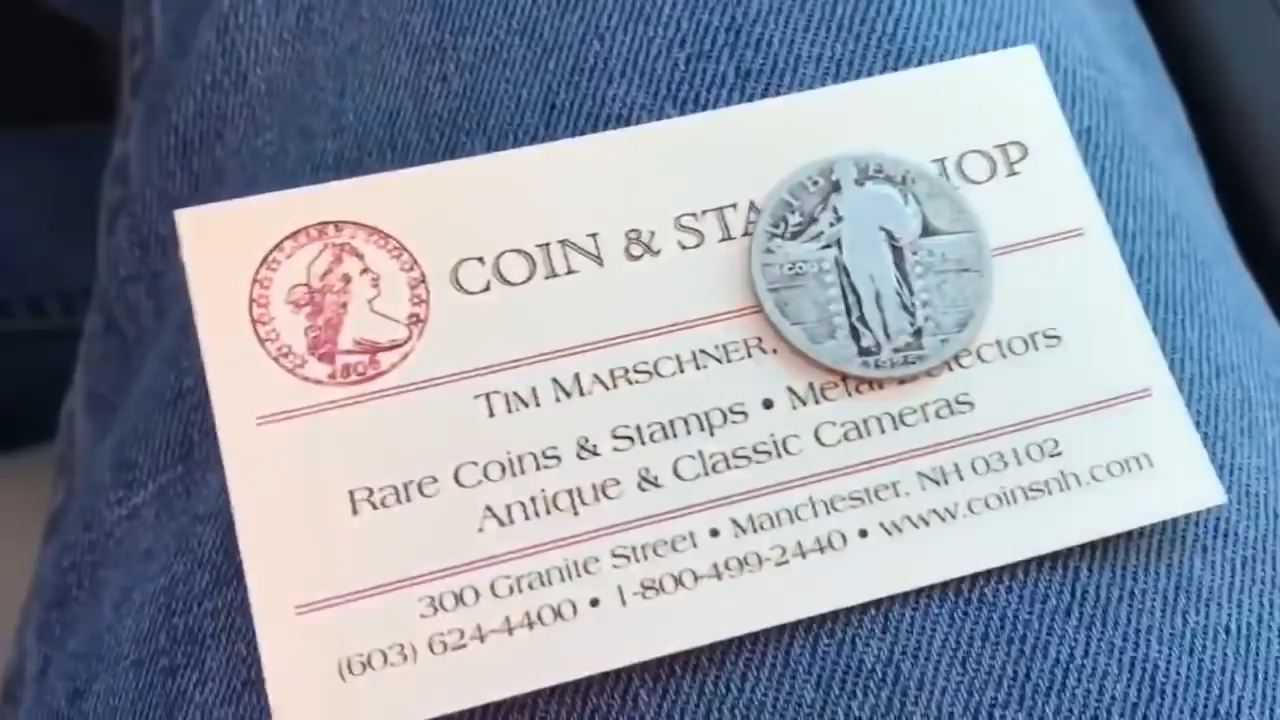 COIN & STA HOP
TIM MARSCHNER,
Rare Coins & Stamps • Metal Detectors
Antique & Classic Cameras
300 Granite Street • Manchester, NH 03102
(603) 624-4400 • 1-800-499-2440 • www.coinsnh.com
1806